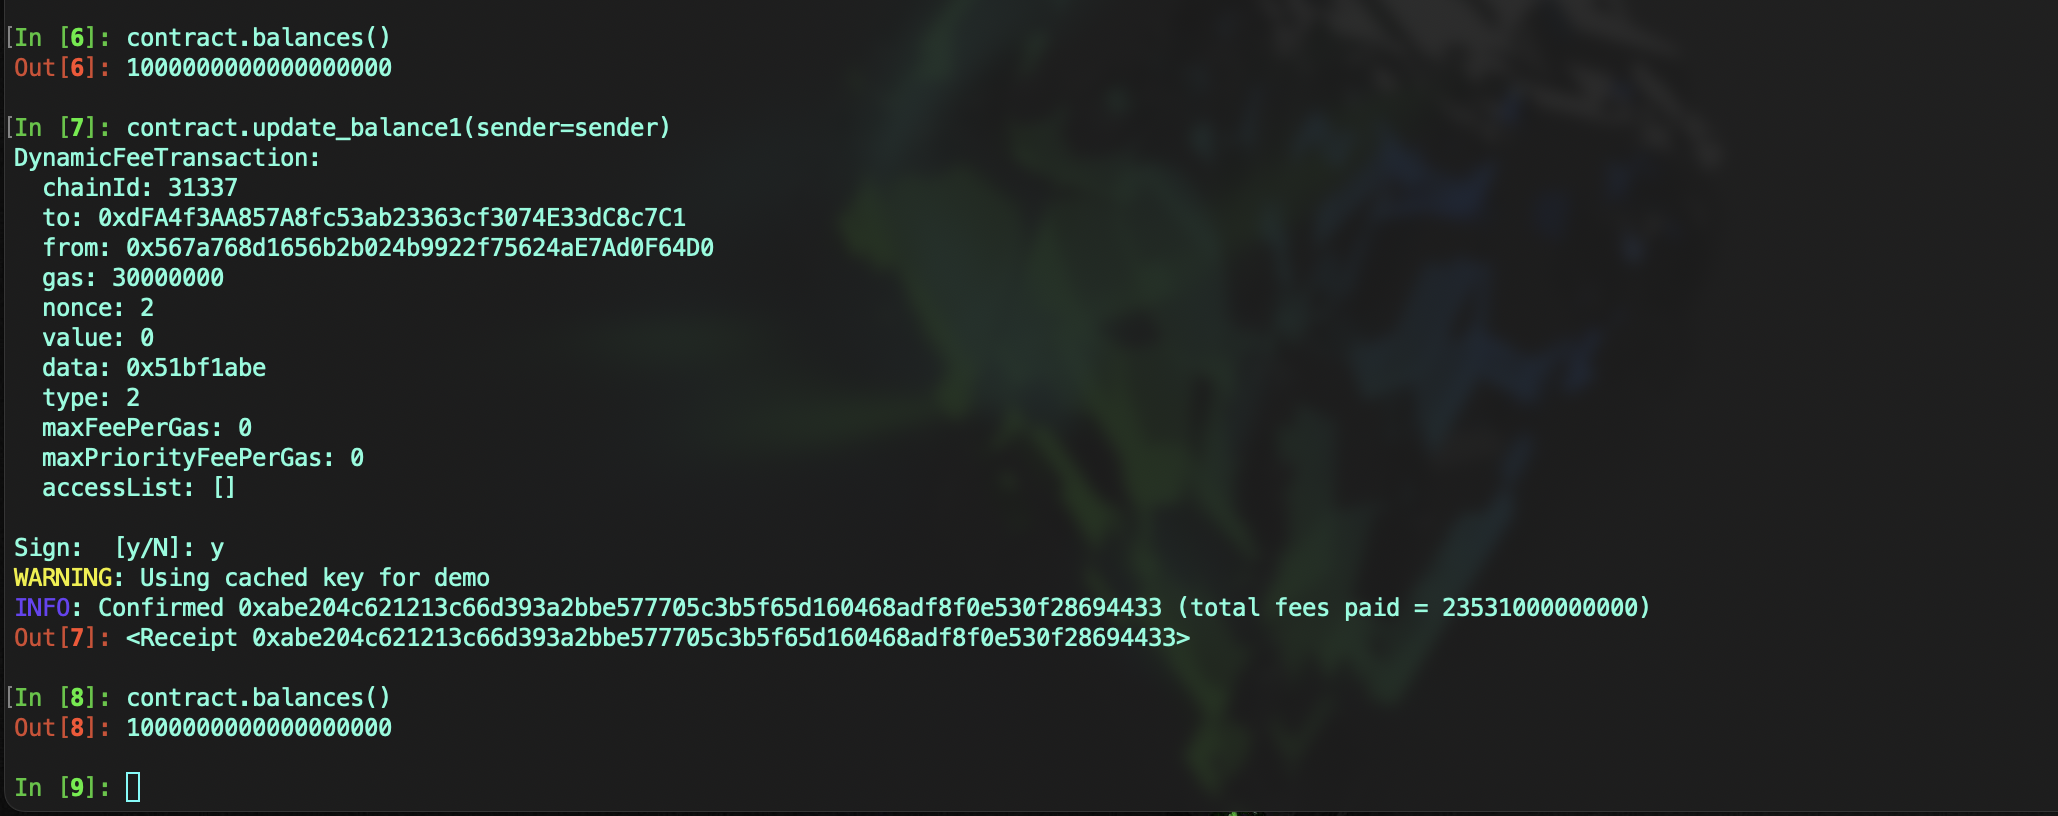 [In [6]: contract.balances()
Out[6]: 1000000000000000000
[In [7]: contract.update_balance1(sender=sender)
DynamicFeeTransaction:
  chainId: 31337
  to: 0xdFA4f3AA857A8fc53ab23363cf3074E33dC8c7C1
  from: 0x567a768d1656b2b024b9922f75624aE7Ad0F64D0
  gas: 30000000
  nonce: 2
  value: 0
  data: 0x51bf1abe
  type: 2
  maxFeePerGas: 0
  maxPriorityFeePerGas: 0
  accessList: []
Sign:  [y/N]: y
WARNING: Using cached key for demo
INFO: Confirmed 0xabe204c621213c66d393a2bbe577705c3b5f65d160468adf8f0e530f28694433 (total fees paid = 23531000000000)
Out[7]: <Receipt 0xabe204c621213c66d393a2bbe577705c3b5f65d160468adf8f0e530f28694433>
[In [8]: contract.balances()
Out[8]: 1000000000000000000
In [9]: